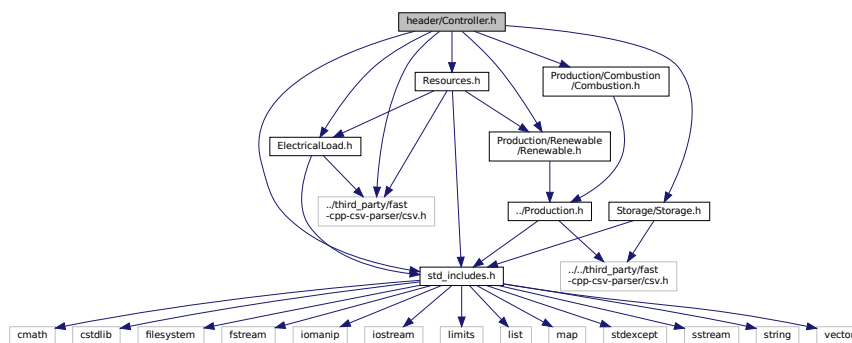 header/Controller.h
Resources.h
Production/Combustion
/Combustion.h
ElectricalLoad.h
Production/Renewable
/Renewable.h
../third_party/fast
-cpp-csv-parser/csv.h
../Production.h
Storage/Storage.h
std_includes.h
../../third_party/fast
-cpp-csv-parser/csv.h
cmath
cstdlib
filesystem
fstream
iomanip
iostream
limits
list
map
stdexcept
sstream
string
vector